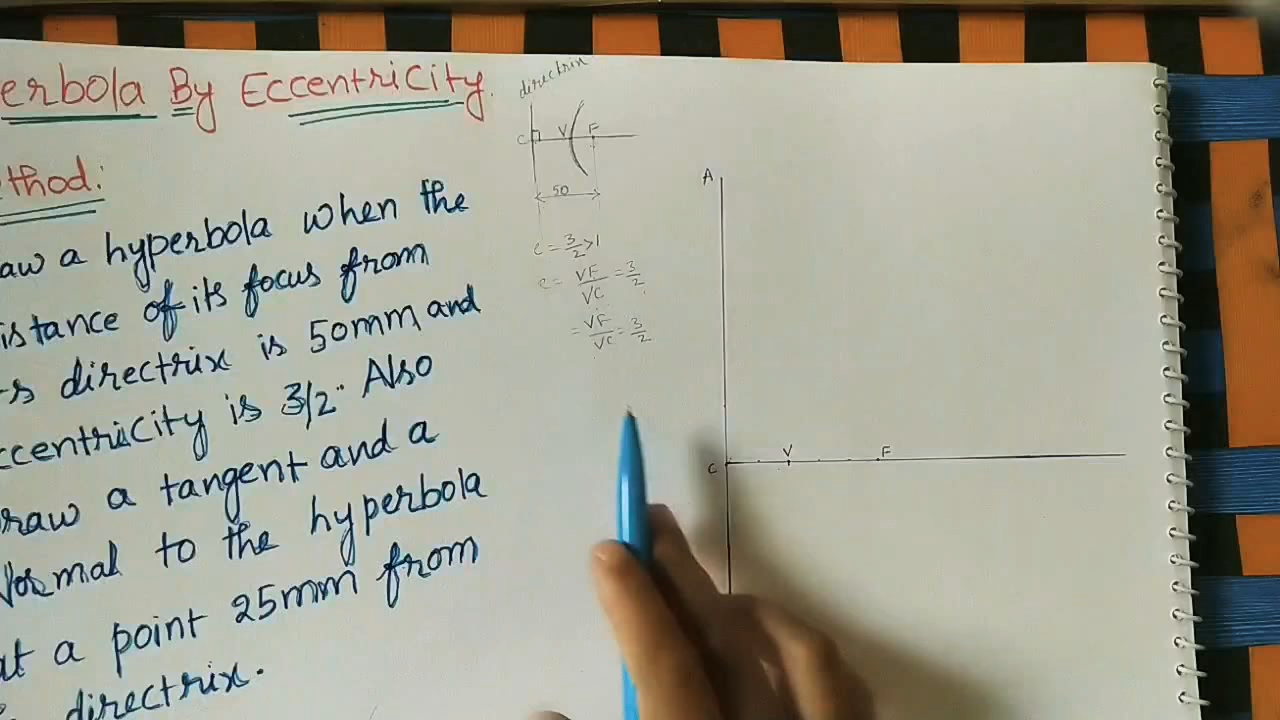 erbola By Eccentricity.
thod:
aw a hyperbola when the
istance of its focus from
s directrix is 50mm and
ccentricity is 3/2. Also
raw a tangent and a
Normal to the hyperbola
at a point 25mm from
directrix.
directrix
C V F
50
e = 3/2 > 1
e = VF/VC = 3/2
= VF/VC = 3/2
A
C V F